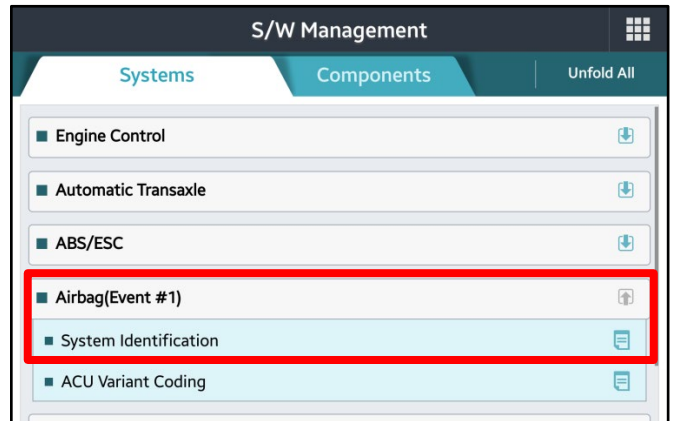 S/W Management
Systems
Components
Unfold All
Engine Control
Automatic Transaxle
ABS/ESC
Airbag(Event #1)
System Identification
ACU Variant Coding